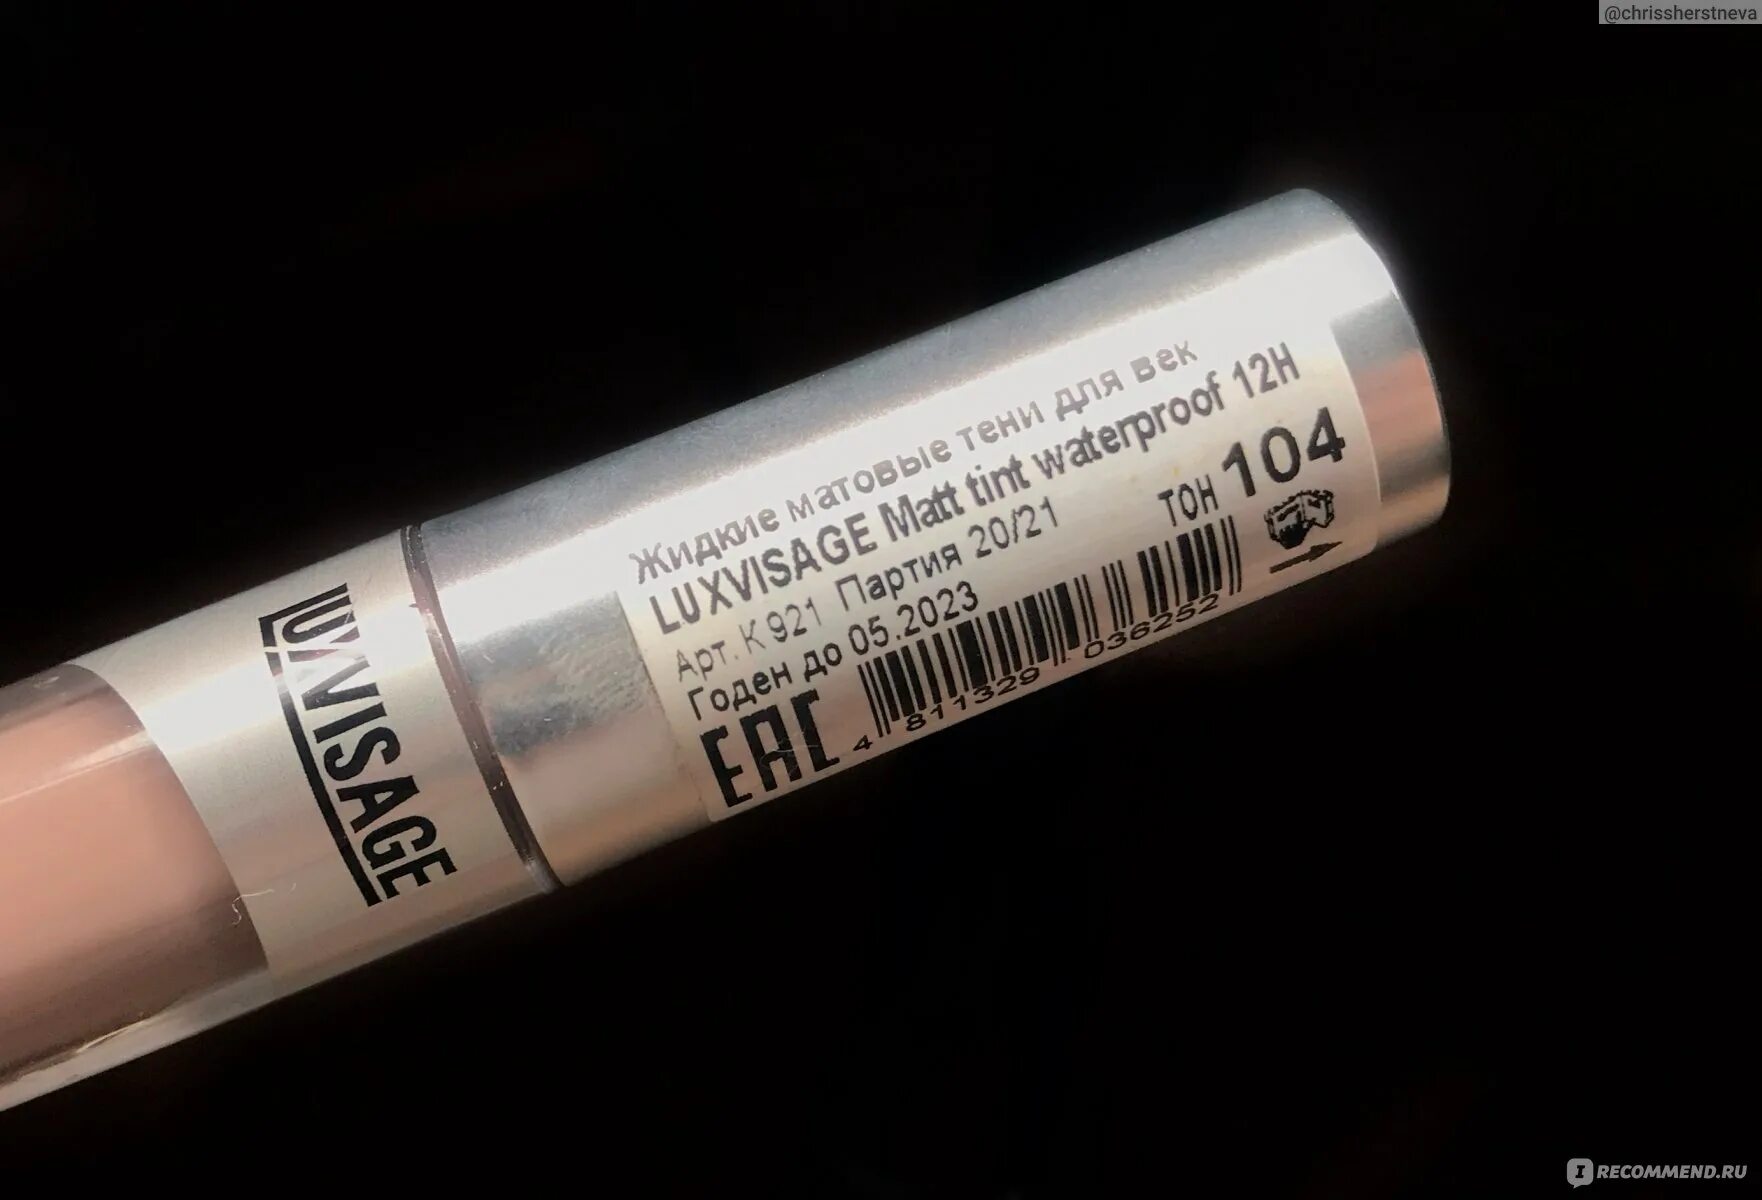 @chrissherstneva
Жидкие матовые тени для век
LUXVISAGE Matt tint waterproof 12H
Арт. К 921 Партия 20/21
ТОН 104
Годен до 05.2023
EAC
4 811329 036252
LUXVISAGE
I RECOMMEND.RU